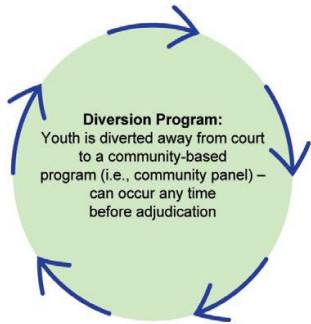 Diversion Program:
Youth is diverted away from court
to a community-based
program (i.e., community panel) –
can occur any time
before adjudication